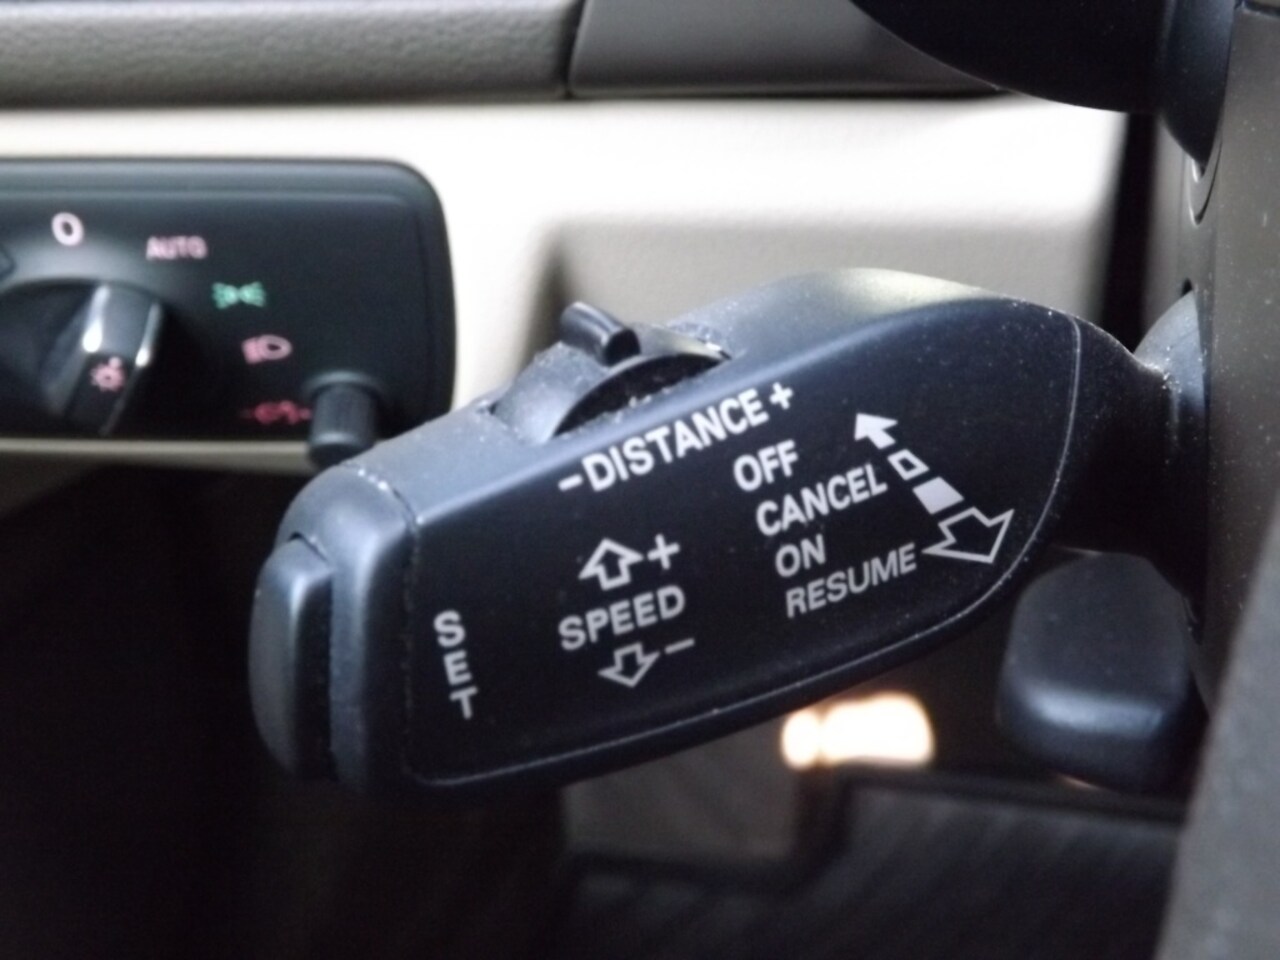 O
AUTO
- DISTANCE +
OFF
CANCEL
ON
RESUME
+
SPEED
-
SET